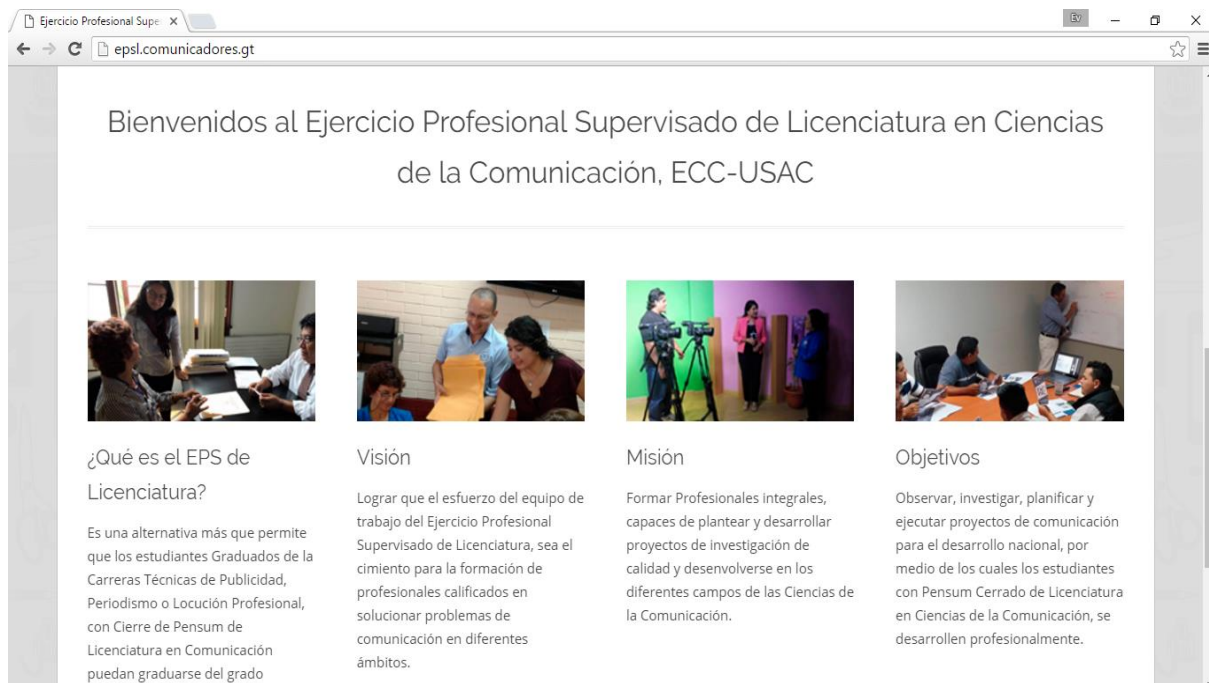 Ejercicio Profesional Supe
Ev
epsl.comunicadores.gt
Bienvenidos al Ejercicio Profesional Supervisado de Licenciatura en Ciencias
de la Comunicación, ECC-USAC
¿Qué es el EPS de
Licenciatura?
Es una alternativa más que permite
que los estudiantes Graduados de la
Carreras Técnicas de Publicidad,
Periodismo o Locución Profesional,
con Cierre de Pensum de
Licenciatura en Comunicación
puedan graduarse del grado
Visión
Lograr que el esfuerzo del equipo de
trabajo del Ejercicio Profesional
Supervisado de Licenciatura, sea el
cimiento para la formación de
profesionales calificados en
solucionar problemas de
comunicación en diferentes
ámbitos.
Misión
Formar Profesionales integrales,
capaces de plantear y desarrollar
proyectos de investigación de
calidad y desenvolverse en los
diferentes campos de las Ciencias de
la Comunicación.
Objetivos
Observar, investigar, planificar y
ejecutar proyectos de comunicación
para el desarrollo nacional, por
medio de los cuales los estudiantes
con Pensum Cerrado de Licenciatura
en Ciencias de la Comunicación, se
desarrollen profesionalmente.